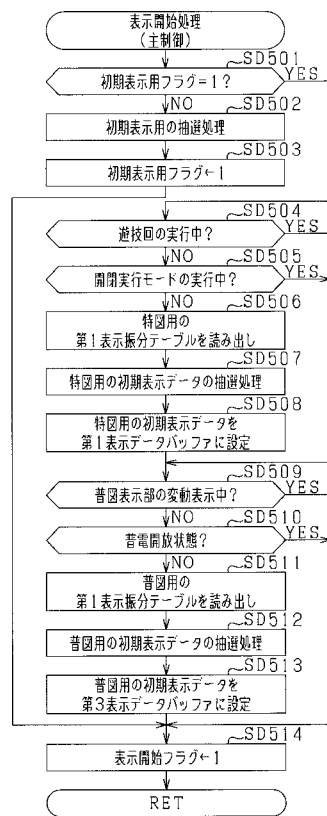 表示開始処理
(主制御)
SD501
初期表示用フラグ=1?
YES
NO
SD502
初期表示用の抽選処理
SD503
初期表示用フラグ←1
SD504
遊技回の実行中?
YES
NO
SD505
開閉実行モードの実行中?
YES
NO
SD506
特図用の
第1表示振分テーブルを読み出し
SD507
特図用の初期表示データの抽選処理
SD508
特図用の初期表示データを
第1表示データバッファに設定
SD509
普図表示部の変動表示中?
YES
NO
SD510
普電開放状態?
YES
NO
SD511
普図用の
第1表示振分テーブルを読み出し
SD512
普図用の初期表示データの抽選処理
SD513
普図用の初期表示データを
第3表示データバッファに設定
SD514
表示開始フラグ←1
RET